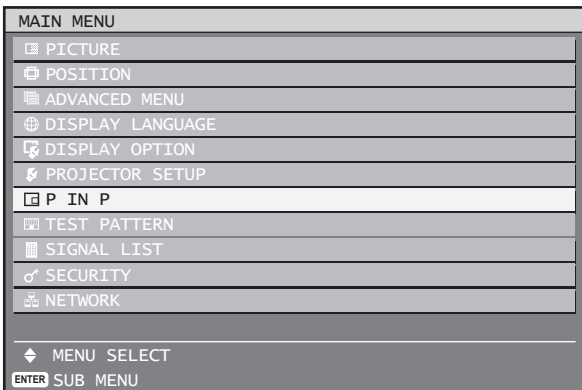 MAIN MENU
PICTURE
POSITION
ADVANCED MENU
DISPLAY LANGUAGE
DISPLAY OPTION
PROJECTOR SETUP
P IN P
TEST PATTERN
SIGNAL LIST
SECURITY
NETWORK
MENU SELECT
ENTER SUB MENU